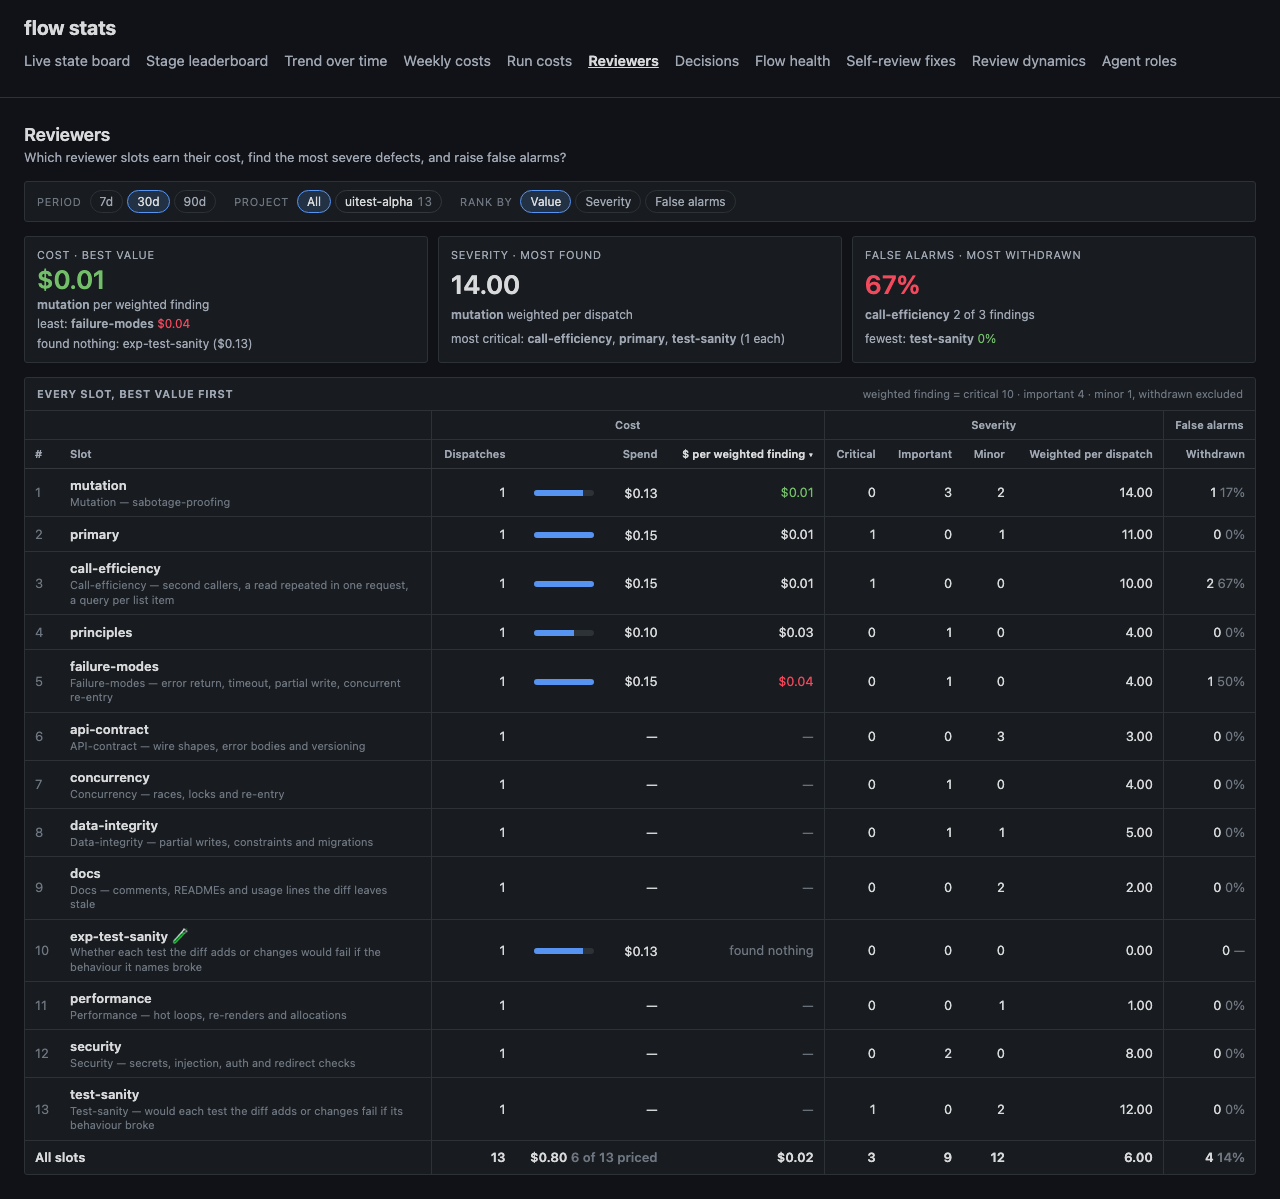 flow stats
Live state board Stage leaderboard Trend over time Weekly costs Run costs Reviewers Decisions Flow health Self-review fixes Review dynamics Agent roles
Reviewers
Which reviewer slots earn their cost, find the most severe defects, and raise false alarms?
PERIOD 7d 30d 90d PROJECT All uitest-alpha 13 RANK BY Value Severity False alarms
COST · BEST VALUE
$0.01
mutation per weighted finding
least: failure-modes $0.04
found nothing: exp-test-sanity ($0.13)
SEVERITY · MOST FOUND
14.00
mutation weighted per dispatch
most critical: call-efficiency, primary, test-sanity (1 each)
FALSE ALARMS · MOST WITHDRAWN
67%
call-efficiency 2 of 3 findings
fewest: test-sanity 0%
EVERY SLOT, BEST VALUE FIRST weighted finding = critical 10 · important 4 · minor 1, withdrawn excluded
Cost Severity False alarms
# Slot Dispatches Spend $ per weighted finding ▾ Critical Important Minor Weighted per dispatch Withdrawn
1 mutation 1 $0.13 $0.01 0 3 2 14.00 1 17%
Mutation — sabotage-proofing
2 primary 1 $0.15 $0.01 1 0 1 11.00 0 0%
3 call-efficiency 1 $0.15 $0.01 1 0 0 10.00 2 67%
Call-efficiency — second callers, a read repeated in one request,
a query per list item
4 principles 1 $0.10 $0.03 0 1 0 4.00 0 0%
5 failure-modes 1 $0.15 $0.04 0 1 0 4.00 1 50%
Failure-modes — error return, timeout, partial write, concurrent
re-entry
6 api-contract 1 — — 0 0 3 3.00 0 0%
API-contract — wire shapes, error bodies and versioning
7 concurrency 1 — — 0 1 0 4.00 0 0%
Concurrency — races, locks and re-entry
8 data-integrity 1 — — 0 1 1 5.00 0 0%
Data-integrity — partial writes, constraints and migrations
9 docs 1 — — 0 0 2 2.00 0 0%
Docs — comments, READMEs and usage lines the diff leaves
stale
10 exp-test-sanity 1 $0.13 found nothing 0 0 0 0.00 0 —
Whether each test the diff adds or changes would fail if the
behaviour it names broke
11 performance 1 — — 0 0 1 1.00 0 0%
Performance — hot loops, re-renders and allocations
12 security 1 — — 0 2 0 8.00 0 0%
Security — secrets, injection, auth and redirect checks
13 test-sanity 1 — — 1 0 2 12.00 0 0%
Test-sanity — would each test the diff adds or changes fail if its
behaviour broke
All slots 13 $0.80 6 of 13 priced $0.02 3 9 12 6.00 4 14%